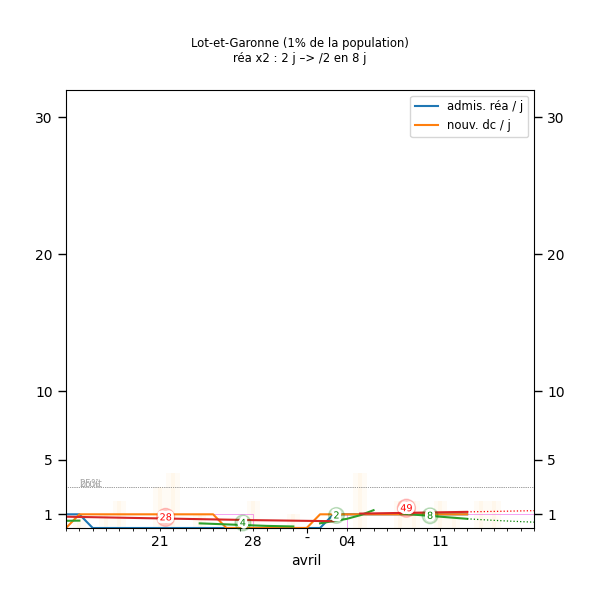 Lot-et-Garonne (1% de la population)
réa x2 : 2 j –> /2 en 8 j
admis. réa / j
nouv. dc / j
30 30
20 20
10 10
5 5
1 1
28 4 2 49 8
21 28 - 04 11
avril